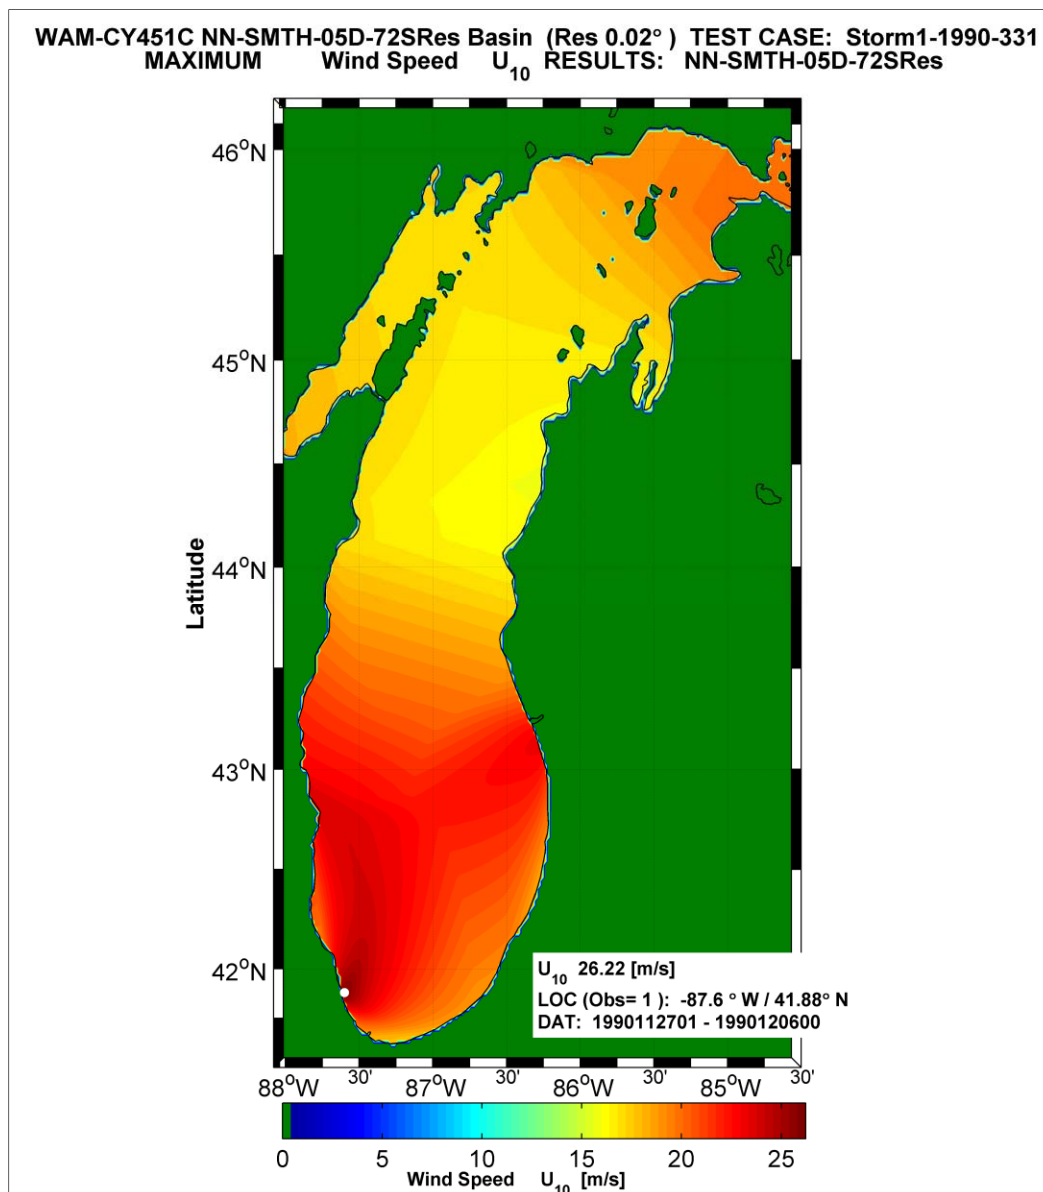 WAM-CY451C NN-SMTH-05D-72SRes Basin (Res 0.02° ) TEST CASE: Storm1-1990-331
MAXIMUM Wind Speed U10 RESULTS: NN-SMTH-05D-72SRes
46°N
45°N
Latitude
44°N
43°N
42°N
U10 26.22 [m/s]
LOC (Obs= 1 ): -87.6 ° W / 41.88° N
DAT: 1990112701 - 1990120600
88°W 30' 87°W 30' 86°W 30' 85°W 30'
0 5 10 15 20 25
Wind Speed U10 [m/s]